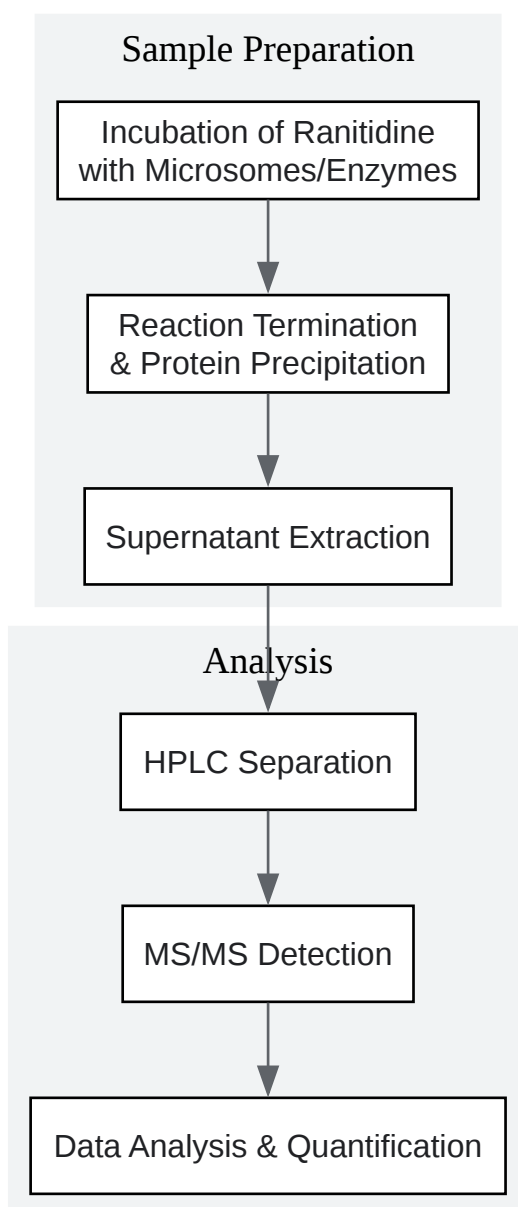 Sample Preparation
Incubation of Ranitidine
with Microsomes/Enzymes
Reaction Termination
& Protein Precipitation
Supernatant Extraction
Analysis
HPLC Separation
MS/MS Detection
Data Analysis & Quantification